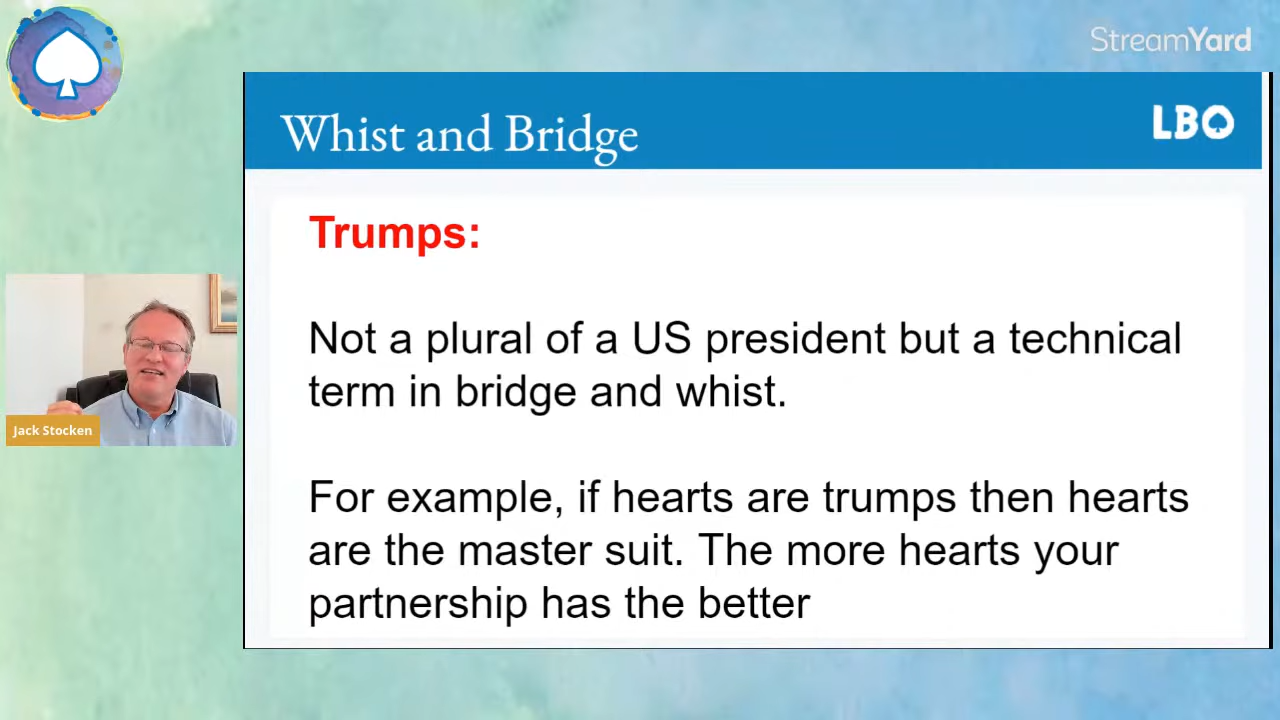 StreamYard
Whist and Bridge
LBO
Trumps:
Not a plural of a US president but a technical
term in bridge and whist.
For example, if hearts are trumps then hearts
are the master suit. The more hearts your
partnership has the better
Jack Stocken